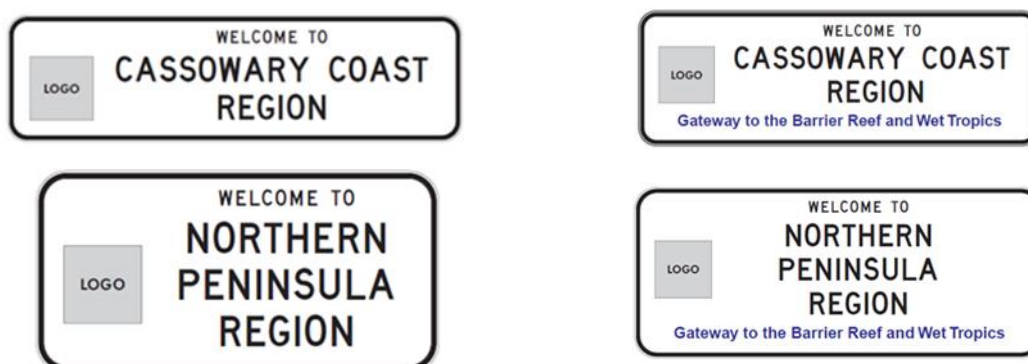 WELCOME TO
LOGO
CASSOWARY COAST
REGION
WELCOME TO
LOGO
CASSOWARY COAST
REGION
Gateway to the Barrier Reef and Wet Tropics
WELCOME TO
LOGO
NORTHERN
PENINSULA
REGION
WELCOME TO
LOGO
NORTHERN
PENINSULA
REGION
Gateway to the Barrier Reef and Wet Tropics